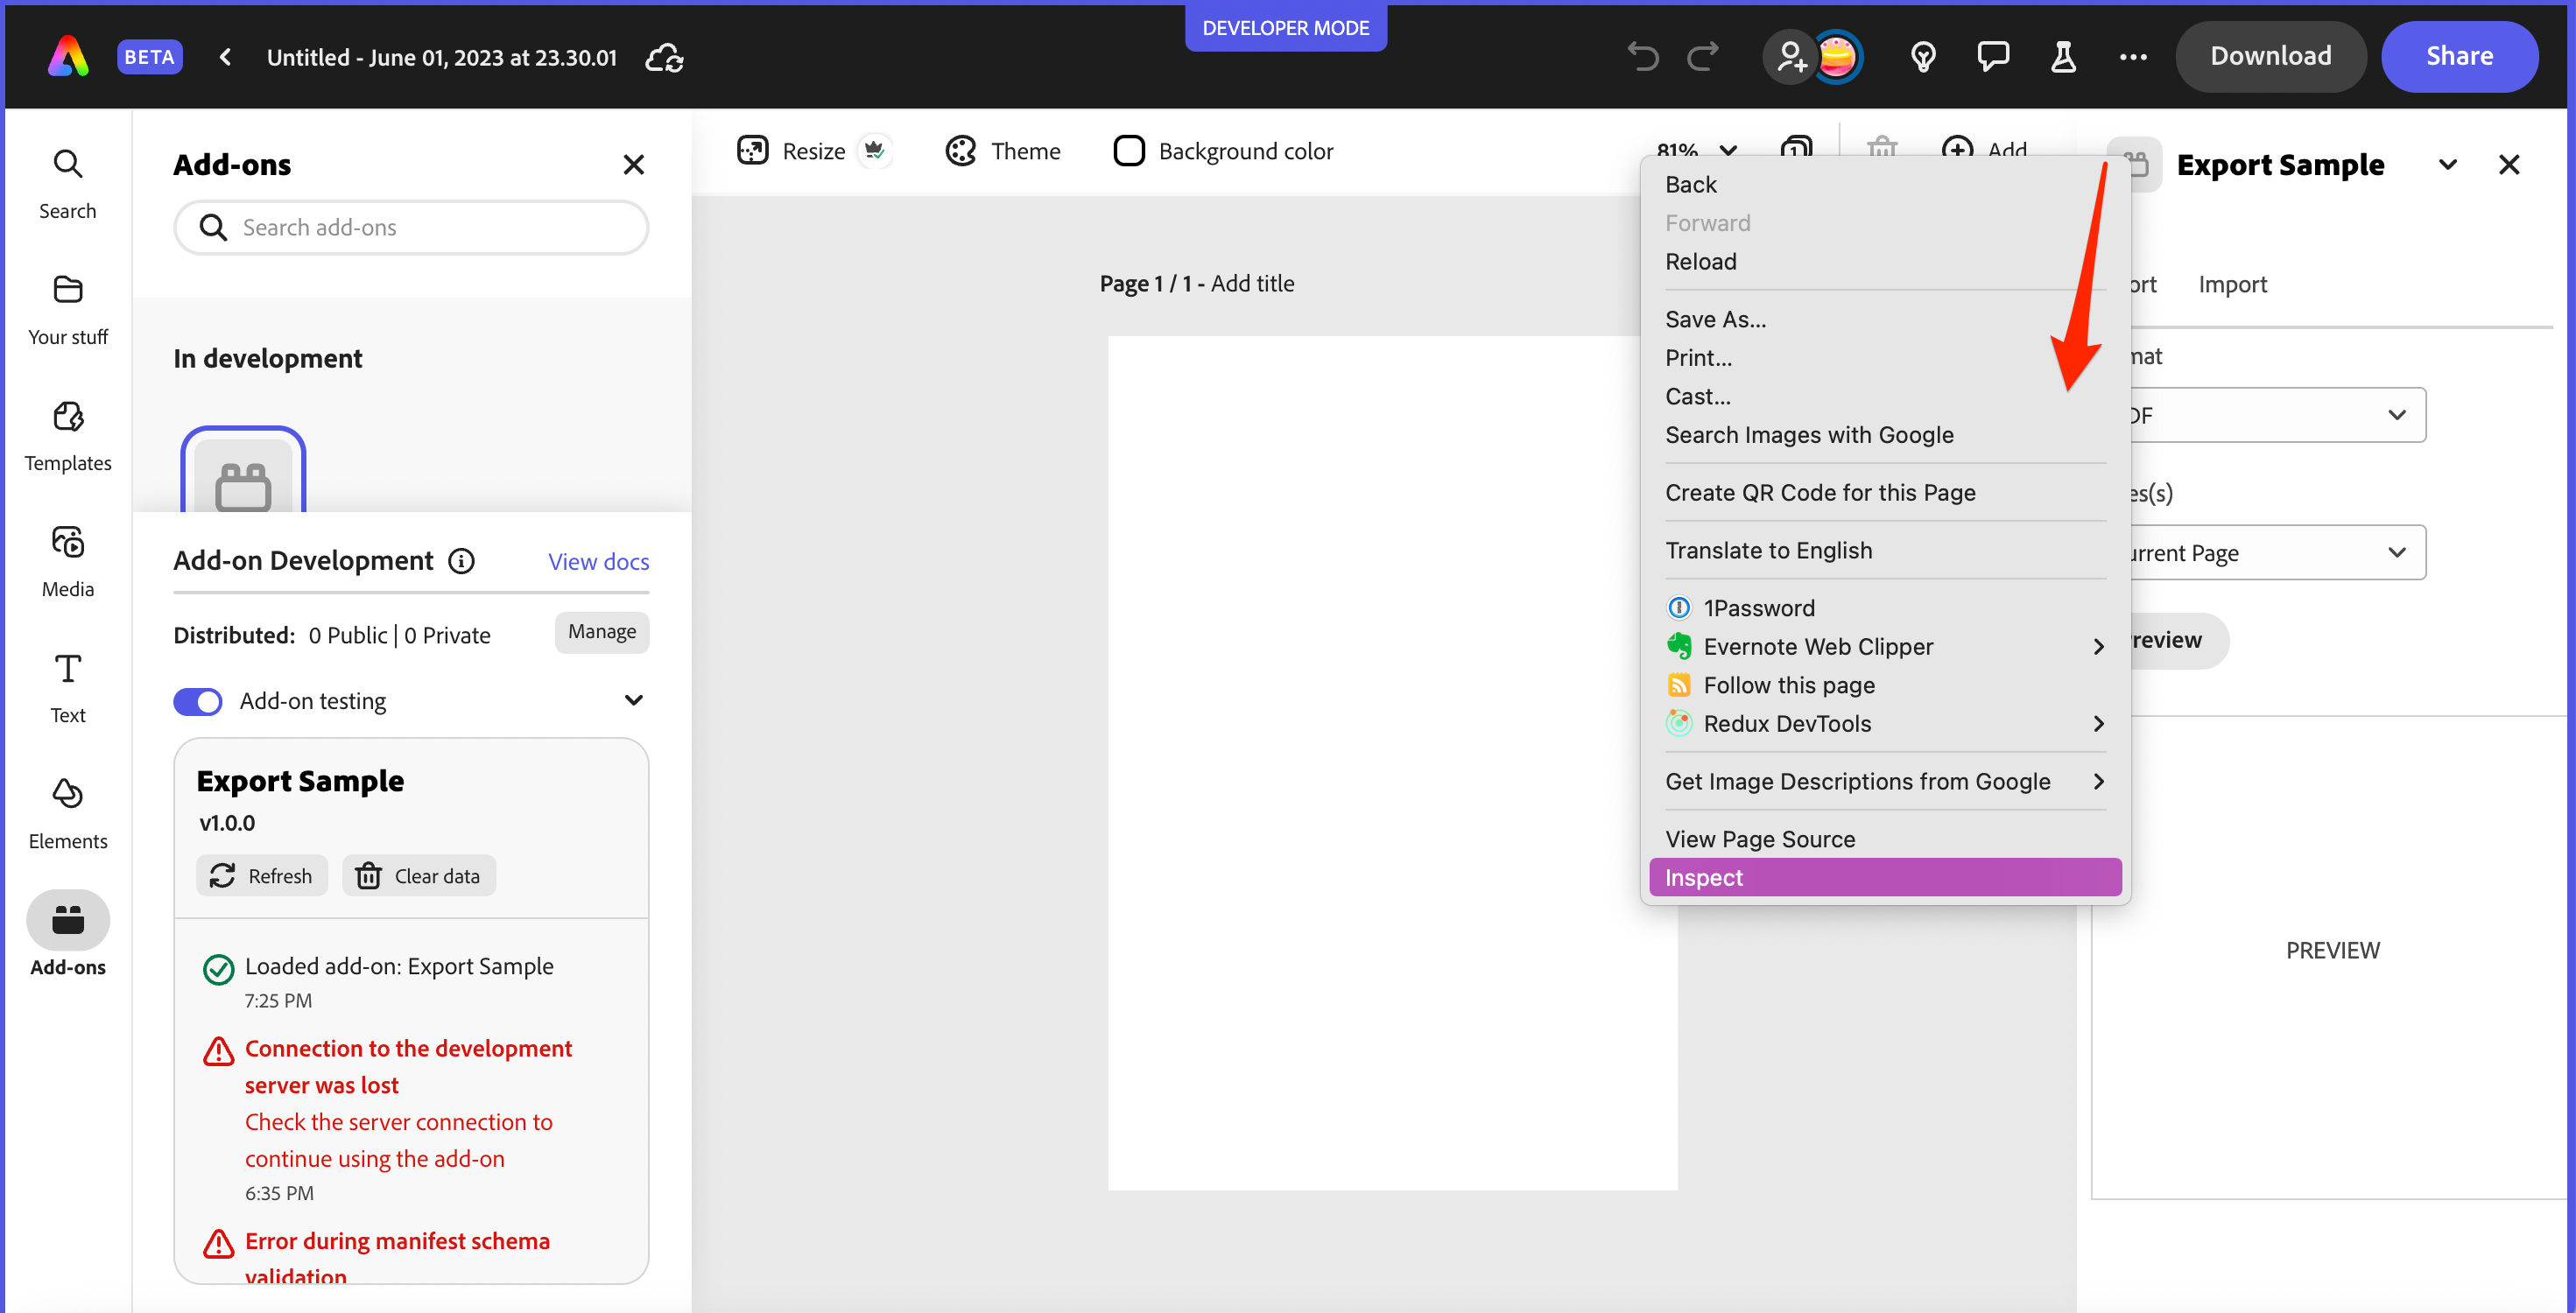 DEVELOPER MODE
BETA
Untitled - June 01, 2023 at 23.30.01
Download
Share
Search
Your stuff
Templates
Media
Text
Elements
Add-ons
Add-ons
Search add-ons
In development
Add-on Development
View docs
Distributed: 0 Public | 0 Private
Manage
Add-on testing
Export Sample
v1.0.0
Refresh
Clear data
Loaded add-on: Export Sample
7:25 PM
Connection to the development
server was lost
Check the server connection to
continue using the add-on
6:35 PM
Error during manifest schema
validation
Resize
Theme
Background color
81%
1
Add
Page 1 / 1 - Add title
Back
Forward
Reload
Save As...
Print...
Cast...
Search Images with Google
Create QR Code for this Page
Translate to English
1Password
Evernote Web Clipper
Follow this page
Redux DevTools
Get Image Descriptions from Google
View Page Source
Inspect
Export Sample
ort
Import
mat
DF
es(s)
urrent Page
review
PREVIEW